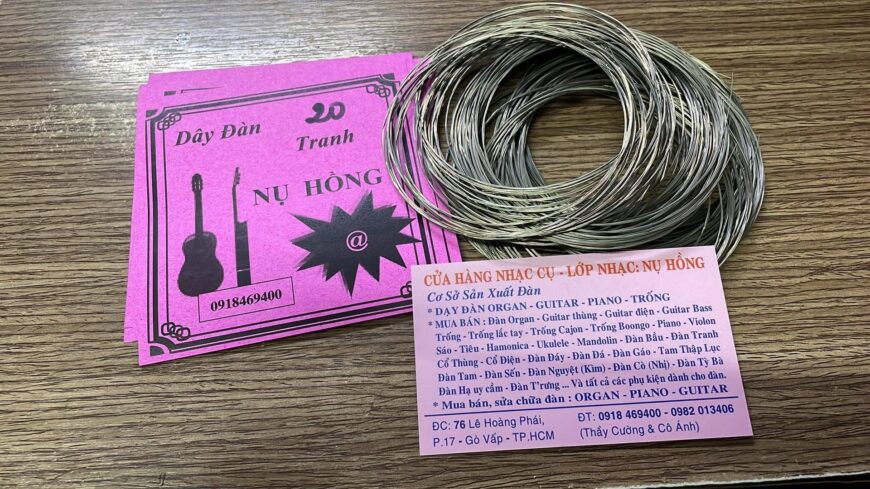 20
Dây Đàn Tranh
NỤ HỒNG
@
0918469400
CỬA HÀNG NHẠC CỤ - LỚP NHẠC: NỤ HỒNG
Cơ Sở Sản Xuất Đàn
* DẠY ĐÀN ORGAN - GUITAR - PIANO - TRỐNG
* MUA BÁN : Đàn Organ - Guitar thùng - Guitar điện - Guitar Bass
Trống - Trống lắc tay - Trống Cajon - Trống Boongo - Piano - Violon
Sáo - Tiêu - Hamonica - Ukulele - Mandolin - Đàn Bầu - Đàn Tranh
Cổ Thùng - Cổ Điện - Đàn Đáy - Đàn Đá - Đàn Gáo - Tam Thập Lục
Đàn Tam - Đàn Sến - Đàn Nguyệt (Kìm) - Đàn Cò (Nhị) - Đàn Tỳ Bà
Đàn Hạ uy cầm - Đàn T'rưng ... Và tất cả các phụ kiện dành cho đàn.
* Mua bán, sửa chữa đàn : ORGAN - PIANO - GUITAR
ĐC: 76 Lê Hoàng Phái, ĐT: 0918 469400 - 0982 013406
P.17 - Gò Vấp - TP.HCM (Thầy Cường & Cô Ánh)